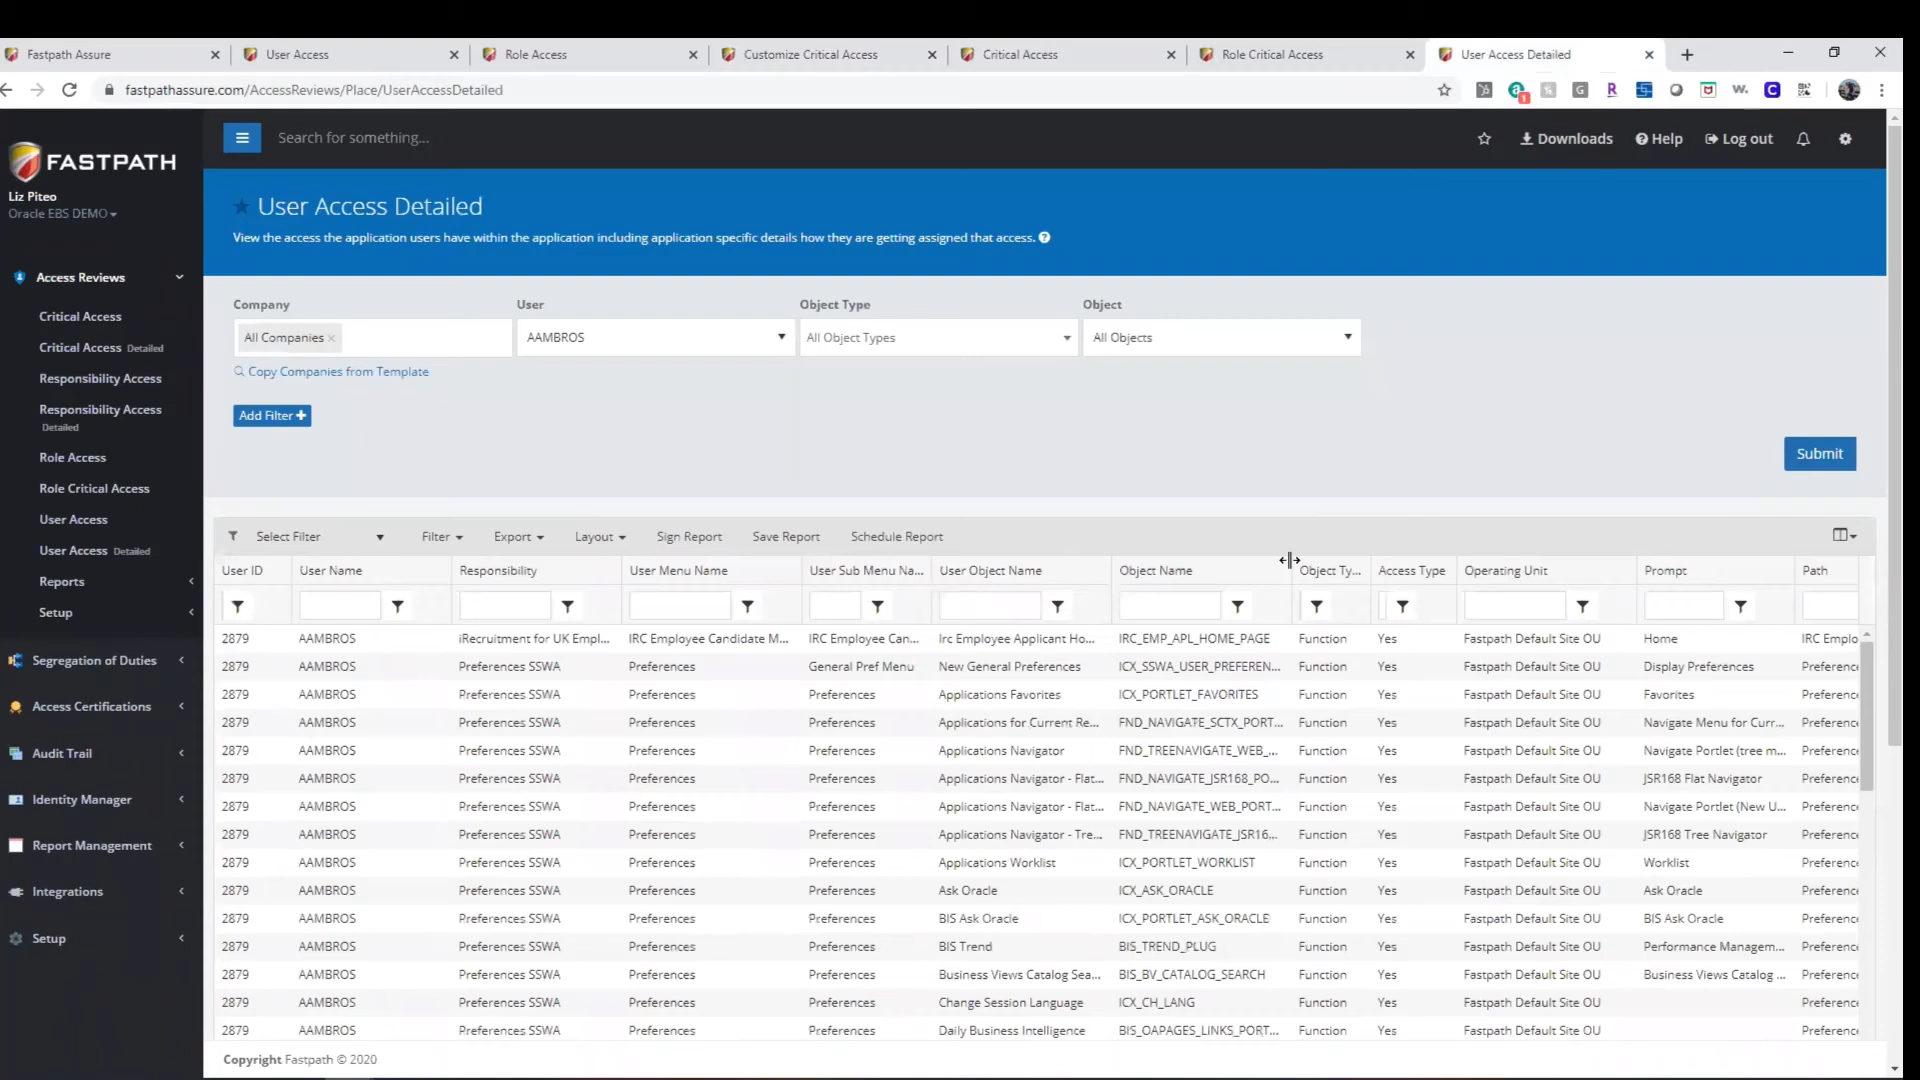 Fastpath Assure
User Access
Role Access
Customize Critical Access
Critical Access
Role Critical Access
User Access Detailed
fastpathassure.com/AccessReviews/Place/UserAccessDetailed
FASTPATH
Liz Piteo
Oracle EBS DEMO
Search for something...
Downloads
Help
Log out
User Access Detailed
View the access the application users have within the application including application specific details how they are getting assigned that access.
Access Reviews
Critical Access
Critical Access Detailed
Responsibility Access
Responsibility Access
Detailed
Role Access
Role Critical Access
User Access
User Access Detailed
Reports
Setup
Segregation of Duties
Access Certifications
Audit Trail
Identity Manager
Report Management
Integrations
Setup
Company User Object Type Object
All Companies × AAMBROS All Object Types All Objects
Copy Companies from Template
Add Filter +
Submit
Select Filter Filter Export Layout Sign Report Save Report Schedule Report
User ID User Name Responsibility User Menu Name User Sub Menu Na... User Object Name Object Name Object Ty... Access Type Operating Unit Prompt Path
2879 AAMBROS iRecruitment for UK Empl... IRC Employee Candidate M... IRC Employee Can... Irc Employee Applicant Ho... IRC_EMP_APL_HOME_PAGE Function Yes Fastpath Default Site OU Home IRC Emplo
2879 AAMBROS Preferences SSWA Preferences General Pref Menu New General Preferences ICX_SSWA_USER_PREFEREN... Function Yes Fastpath Default Site OU Display Preferences Preference
2879 AAMBROS Preferences SSWA Preferences Preferences Applications Favorites ICX_PORTLET_FAVORITES Function Yes Fastpath Default Site OU Favorites Preference
2879 AAMBROS Preferences SSWA Preferences Preferences Applications for Current Re... FND_NAVIGATE_SCTX_PORT... Function Yes Fastpath Default Site OU Navigate Menu for Curr... Preference
2879 AAMBROS Preferences SSWA Preferences Preferences Applications Navigator FND_TREENAVIGATE_WEB_... Function Yes Fastpath Default Site OU Navigate Portlet (tree m... Preference
2879 AAMBROS Preferences SSWA Preferences Preferences Applications Navigator - Flat... FND_NAVIGATE_JSR168_PO... Function Yes Fastpath Default Site OU JSR168 Flat Navigator Preference
2879 AAMBROS Preferences SSWA Preferences Preferences Applications Navigator - Flat... FND_NAVIGATE_WEB_PORT... Function Yes Fastpath Default Site OU Navigate Portlet (New U... Preference
2879 AAMBROS Preferences SSWA Preferences Preferences Applications Navigator - Tre... FND_TREENAVIGATE_JSR16... Function Yes Fastpath Default Site OU JSR168 Tree Navigator Preference
2879 AAMBROS Preferences SSWA Preferences Preferences Applications Worklist ICX_PORTLET_WORKLIST Function Yes Fastpath Default Site OU Worklist Preference
2879 AAMBROS Preferences SSWA Preferences Preferences Ask Oracle ICX_ASK_ORACLE Function Yes Fastpath Default Site OU Ask Oracle Preference
2879 AAMBROS Preferences SSWA Preferences Preferences BIS Ask Oracle ICX_PORTLET_ASK_ORACLE Function Yes Fastpath Default Site OU BIS Ask Oracle Preference
2879 AAMBROS Preferences SSWA Preferences Preferences BIS Trend BIS_TREND_PLUG Function Yes Fastpath Default Site OU Performance Managem... Preference
2879 AAMBROS Preferences SSWA Preferences Preferences Business Views Catalog Sea... BIS_BV_CATALOG_SEARCH Function Yes Fastpath Default Site OU Business Views Catalog ... Preference
2879 AAMBROS Preferences SSWA Preferences Preferences Change Session Language ICX_CH_LANG Function Yes Fastpath Default Site OU Preference
2879 AAMBROS Preferences SSWA Preferences Preferences Daily Business Intelligence BIS_OAPAGES_LINKS_PORT... Function Yes Fastpath Default Site OU Preference
Copyright Fastpath © 2020